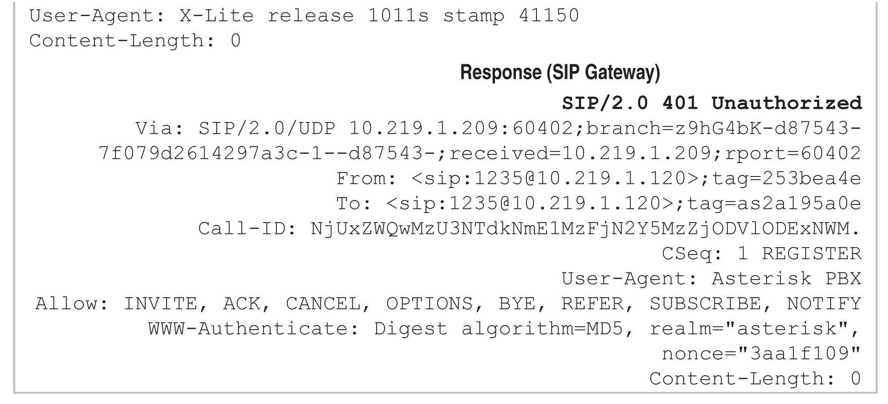 User-Agent: X-Lite release 1011s stamp 41150
Content-Length: 0
Response (SIP Gateway)
SIP/2.0 401 Unauthorized
Via: SIP/2.0/UDP 10.219.1.209:60402;branch=z9hG4bK-d87543-
7f079d2614297a3c-1--d87543-;received=10.219.1.209;rport=60402
From: <sip:1235@10.219.1.120>;tag=253bea4e
To: <sip:1235@10.219.1.120>;tag=as2a195a0e
Call-ID: NjUxZWQwMzU3NTdkNmE1MzFjN2Y5MzZjODVlODExNWM.
CSeq: 1 REGISTER
User-Agent: Asterisk PBX
Allow: INVITE, ACK, CANCEL, OPTIONS, BYE, REFER, SUBSCRIBE, NOTIFY
WWW-Authenticate: Digest algorithm=MD5, realm="asterisk",
nonce="3aa1f109"
Content-Length: 0